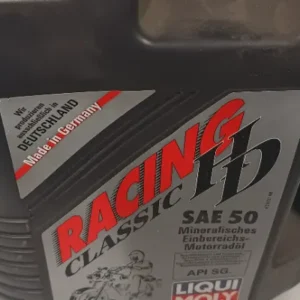 Wir
produzieren
ausschließlich in
DEUTSCHLAND
Made in Germany
RACING
CLASSIC HD
SAE 50
Mineralisches
Einbereichs-
Motorradöl
API SG
LIQUI
MOLY